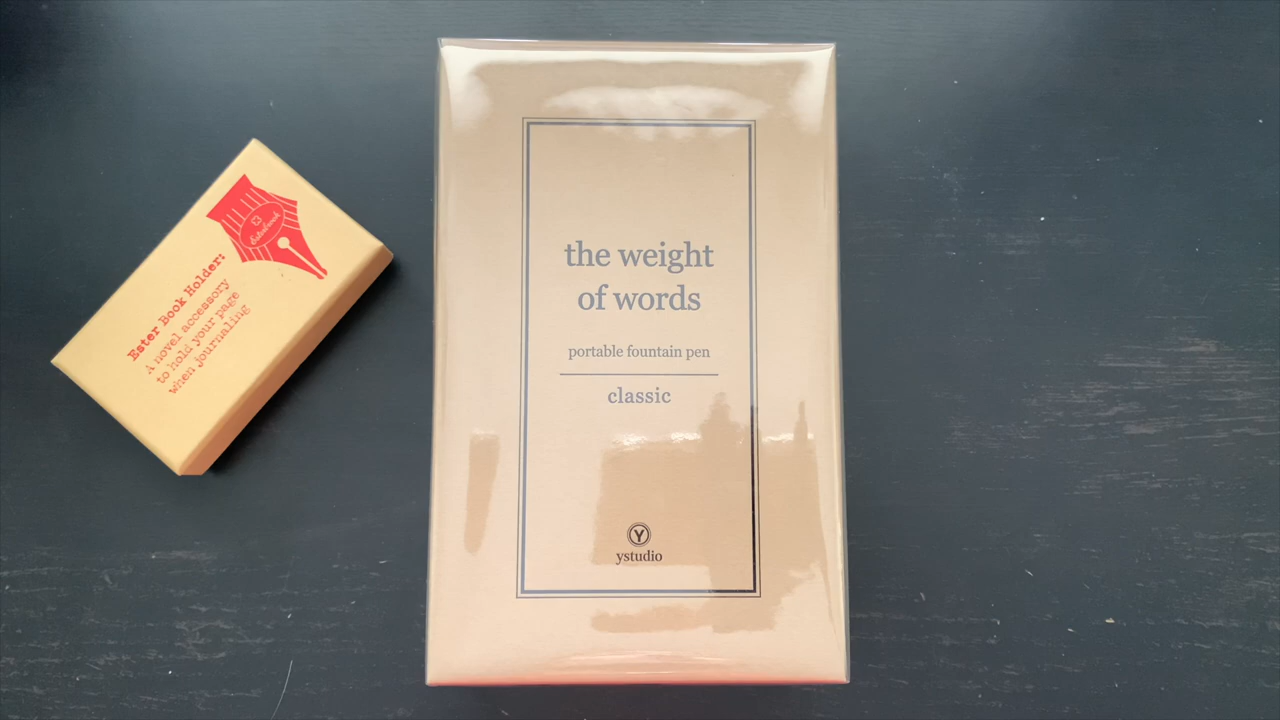 Ester Book Holder:
A novel accessory
to hold your page
when journaling
the weight
of words
portable fountain pen
classic
Y
ystudio